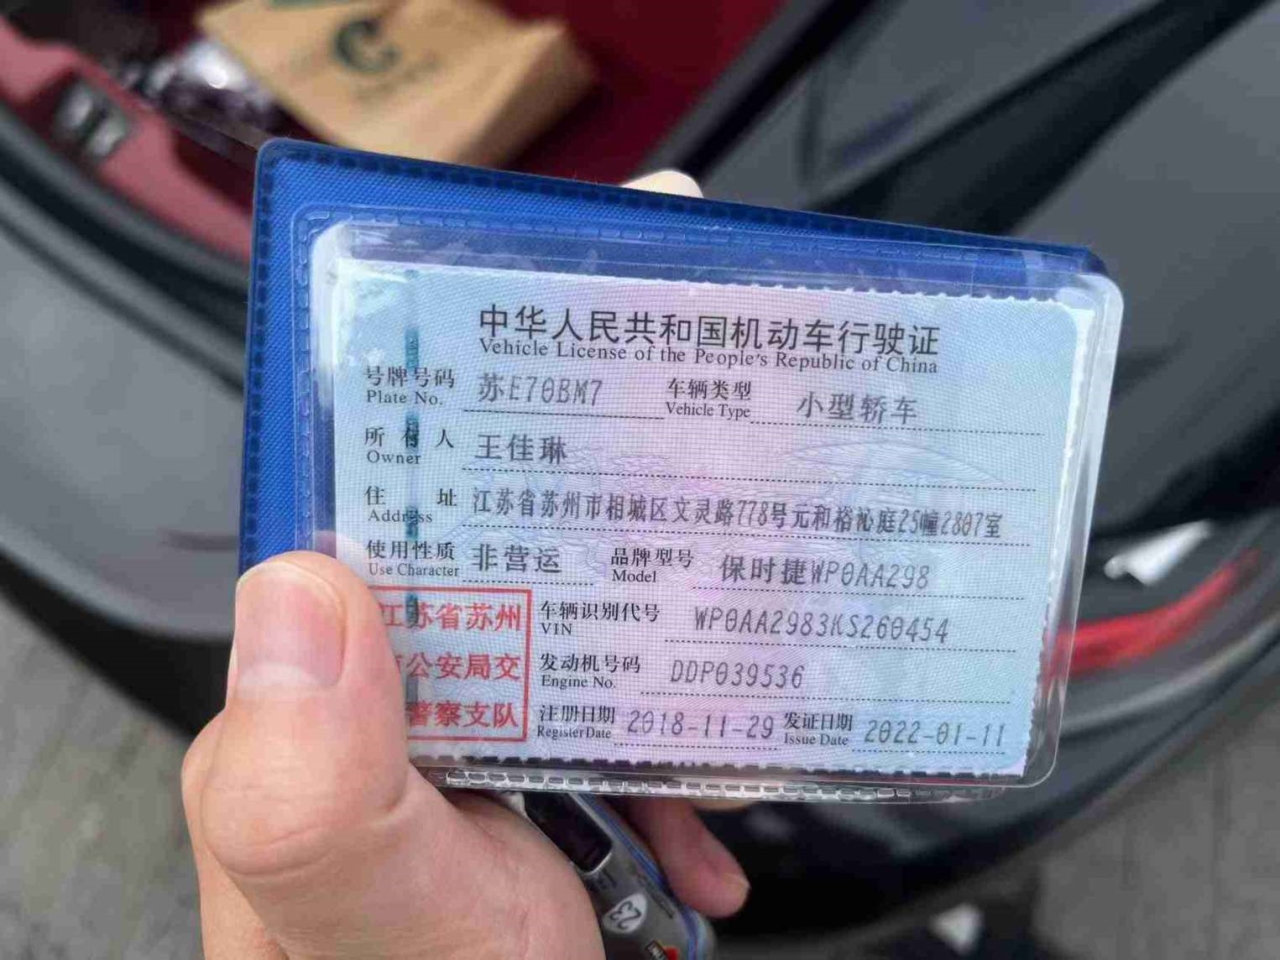 中华人民共和国机动车行驶证
Vehicle License of the People's Republic of China
号牌号码 苏E70BM7 车辆类型 小型轿车
Plate No. Vehicle Type
所有人 王佳琳
Owner
住址 江苏省苏州市相城区文灵路778号元和裕沁庭25幢2807室
Address
使用性质 非营运 品牌型号 保时捷WP0AA298
Use Character Model
江苏省苏州 车辆识别代号 WP0AA2983KS260454
VIN
公安局交 发动机号码 DDP039536
Engine No.
警察支队 注册日期 2018-11-29 发证日期 2022-01-11
Register Date Issue Date
23